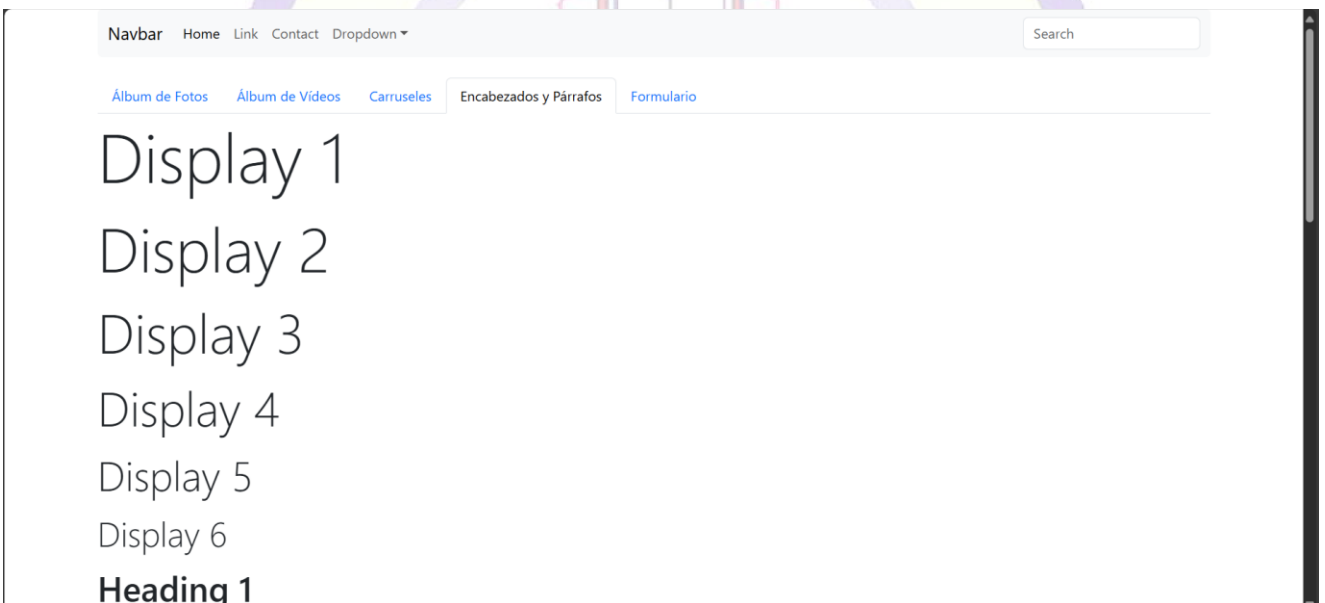 Navbar Home Link Contact Dropdown Search
Álbum de Fotos Álbum de Vídeos Carruseles Encabezados y Párrafos Formulario
Display 1
Display 2
Display 3
Display 4
Display 5
Display 6
Heading 1